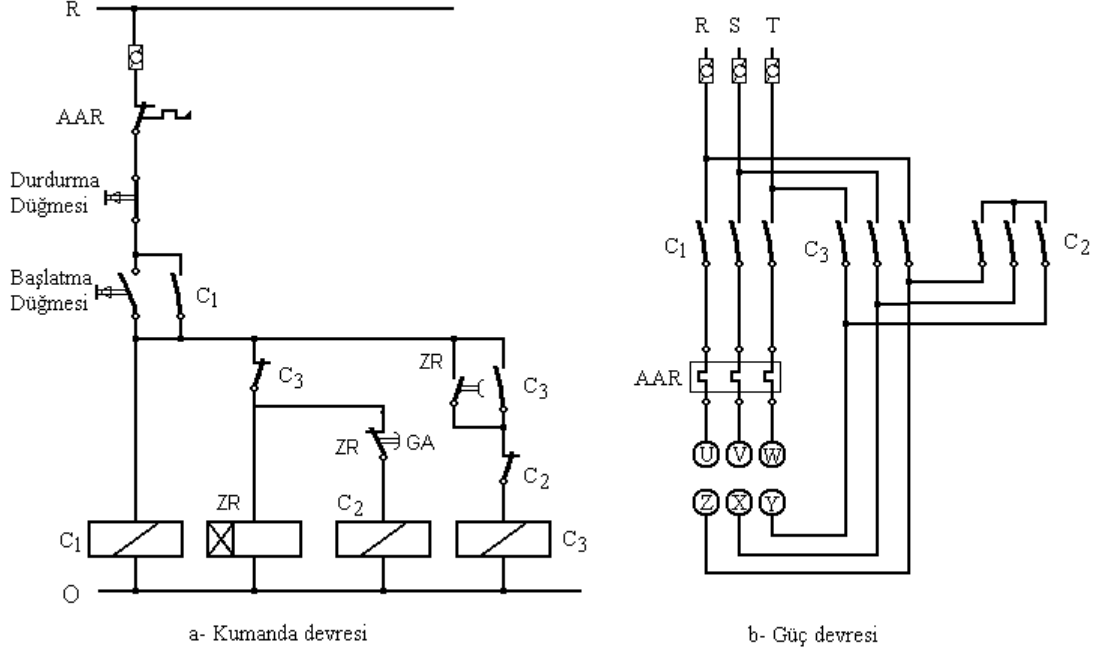 R
AAR
Durdurma
Düğmesi
Başlatma
Düğmesi
C1
C3
ZR
C3
ZR
GA
C2
ZR
C2
C1
C3
O
a- Kumanda devresi
R S T
C1
C3
C2
AAR
U V W
Z X Y
b- Güç devresi